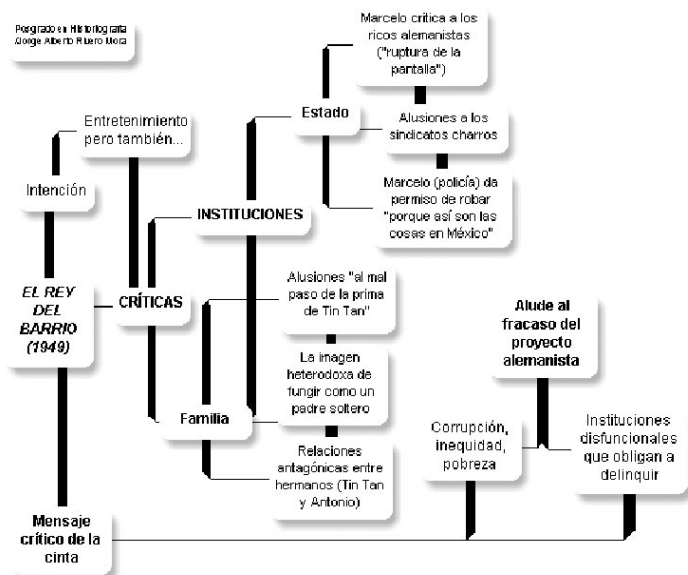 Posgrado en Historiografía
Jorge Alberto Rivero Mora
Entretenimiento
pero también...
Intención
EL REY
DEL
BARRIO
(1949)
CRÍTICAS
INSTITUCIONES
Estado
Marcelo critica a los
ricos alemanistas
("ruptura de la
pantalla")
Alusiones a los
sindicatos charros
Marcelo (policía) da
permiso de robar
"porque así son las
cosas en México"
Familia
Alusiones "al mal
paso de la prima
de Tin Tan"
La imagen
heterodoxa de
fungir como un
padre soltero
Relaciones
antagónicas entre
hermanos (Tin Tan
y Antonio)
Mensaje
crítico de la
cinta
Alude al
fracaso del
proyecto
alemanista
Corrupción,
inequidad,
pobreza
Instituciones
disfuncionales
que obligan a
delinquir